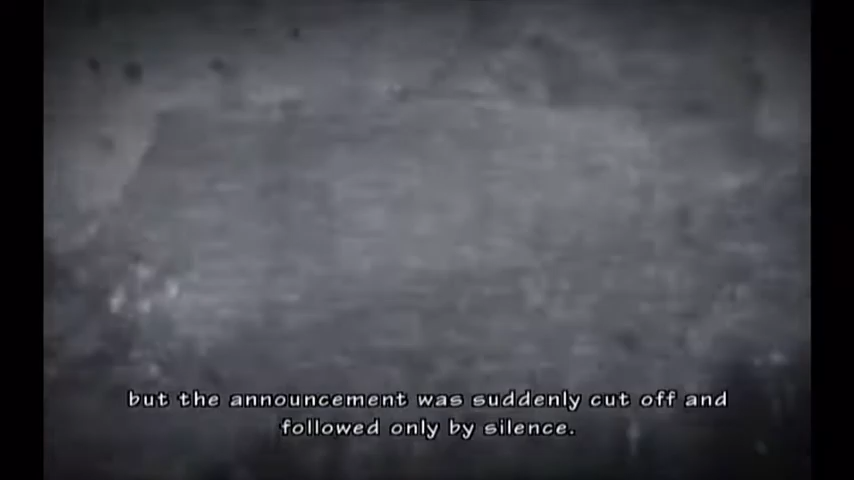 but the announcement was suddenly cut off and
followed only by silence.